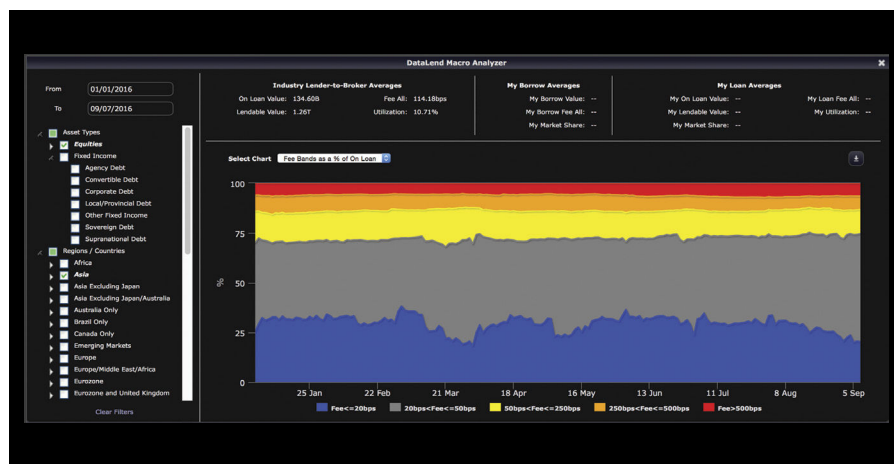 DataLend Macro Analyzer
From 01/01/2016
To 09/07/2016
Asset Types
Equities
Fixed Income
Agency Debt
Convertible Debt
Corporate Debt
Local/Provincial Debt
Other Fixed Income
Sovereign Debt
Supranational Debt
Regions / Countries
Africa
Asia
Asia Excluding Japan
Asia Excluding Japan/Australia
Australia Only
Brazil Only
Canada Only
Emerging Markets
Europe
Europe/Middle East/Africa
Eurozone
Eurozone and United Kingdom
Clear Filters
Industry Lender-to-Broker Averages
On Loan Value: 134.60B Fee All: 114.18bps
Lendable Value: 1.26T Utilization: 10.71%
My Borrow Averages
My Borrow Value: --
My Borrow Fee All: --
My Market Share: --
My Loan Averages
My On Loan Value: -- My Loan Fee All: --
My Lendable Value: -- My Utilization: --
My Market Share: --
Select Chart Fee Bands as a % of On Loan
100
75
%
50
25
0
25 Jan 22 Feb 21 Mar 18 Apr 16 May 13 Jun 11 Jul 8 Aug 5 Sep
Fee<=20bps 20bps<Fee<=50bps 50bps<Fee<=250bps 250bps<Fee<=500bps Fee>500bps